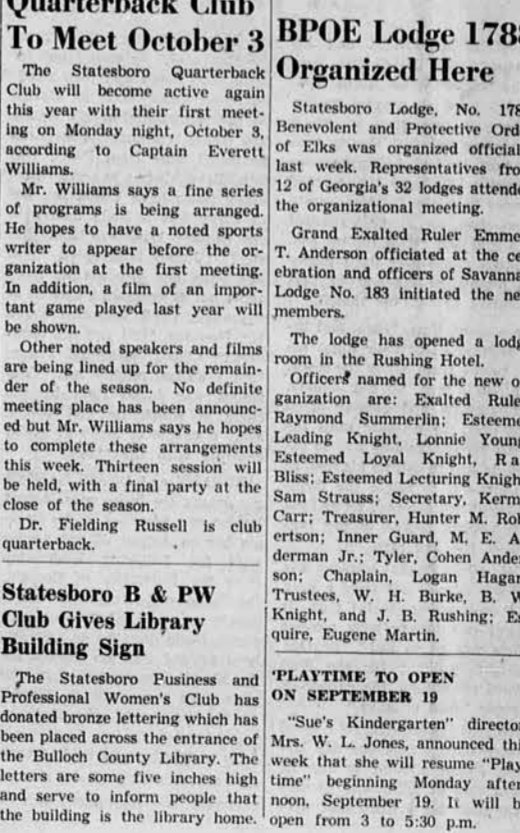 Quarterback Club
To Meet October 3
The Statesboro Quarterback
Club will become active again
this year with their first meet-
ing on Monday night, October 3,
according to Captain Everett
Williams.
Mr. Williams says a fine series
of programs is being arranged.
He hopes to have a noted sports
writer to appear before the or-
ganization at the first meeting.
In addition, a film of an impor-
tant game played last year will
be shown.
Other noted speakers and films
are being lined up for the remain-
der of the season. No definite
meeting place has been announc-
ed but Mr. Williams says he hopes
to complete these arrangements
this week. Thirteen session will
be held, with a final party at the
close of the season.
Dr. Fielding Russell is club
quarterback.
Statesboro B & PW
Club Gives Library
Building Sign
The Statesboro Pusiness and
Professional Women's Club has
donated bronze lettering which has
been placed across the entrance of
the Bulloch County Library. The
letters are some five inches high
and serve to inform people that
the building is the library home.
BPOE Lodge 1788
Organized Here
Statesboro Lodge, No. 178
Benevolent and Protective Ord
of Elks was organized official
last week. Representatives fro
12 of Georgia's 32 lodges attende
the organizational meeting.
Grand Exalted Ruler Emme
T. Anderson officiated at the ce
ebration and officers of Savanna
Lodge No. 183 initiated the ne
members.
The lodge has opened a lodg
room in the Rushing Hotel.
Officers named for the new o
ganization are: Exalted Rule
Raymond Summerlin; Esteeme
Leading Knight, Lonnie Young
Esteemed Loyal Knight, Ra
Bliss; Esteemed Lecturing Knigh
Sam Strauss; Secretary, Kerm
Carr; Treasurer, Hunter M. Rob
ertson; Inner Guard, M. E. A
derman Jr.; Tyler, Cohen Ande
son; Chaplain, Logan Hagan
Trustees, W. H. Burke, B. W
Knight, and J. B. Rushing; Es
quire, Eugene Martin.
'PLAYTIME TO OPEN
ON SEPTEMBER 19
"Sue's Kindergarten" director
Mrs. W. L. Jones, announced thi
week that she will resume "Play
time" beginning Monday after
noon, September 19. It will b
open from 3 to 5:30 p.m.